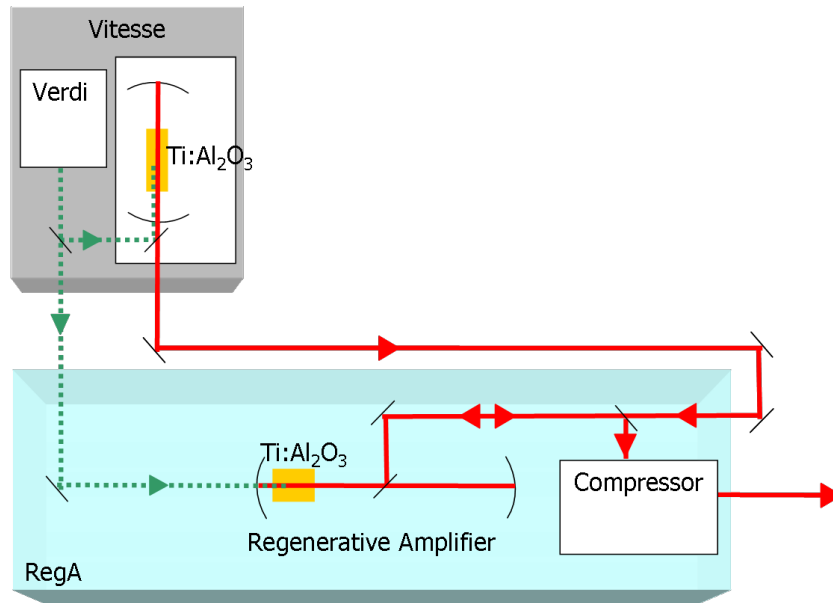 Vitesse
Verdi
Ti:Al₂O₃
Ti:Al₂O₃
Compressor
Regenerative Amplifier
RegA